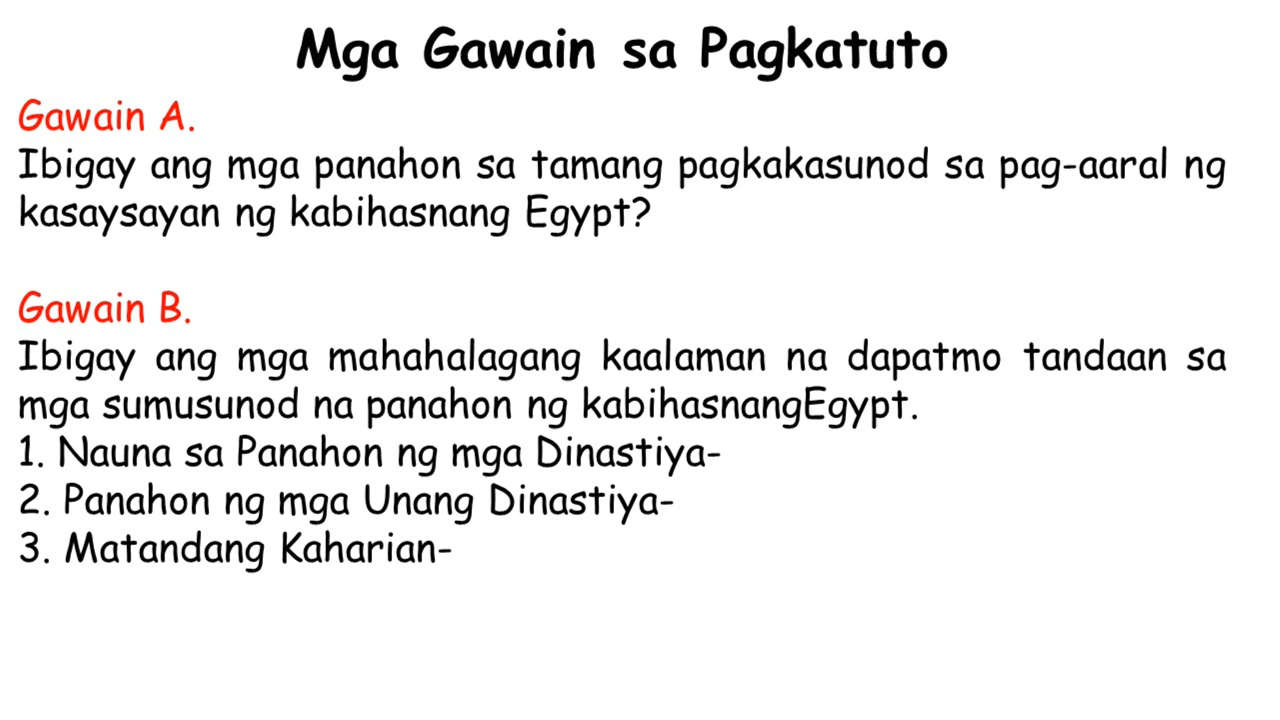 Mga Gawain sa Pagkatuto
Gawain A.
Ibigay ang mga panahon sa tamang pagkakasunod sa pag-aaral ng
kasaysayan ng kabihasnang Egypt?
Gawain B.
Ibigay ang mga mahahalagang kaalaman na dapatmo tandaan sa
mga sumusunod na panahon ng kabihasnangEgypt.
1. Nauna sa Panahon ng mga Dinastiya-
2. Panahon ng mga Unang Dinastiya-
3. Matandang Kaharian-